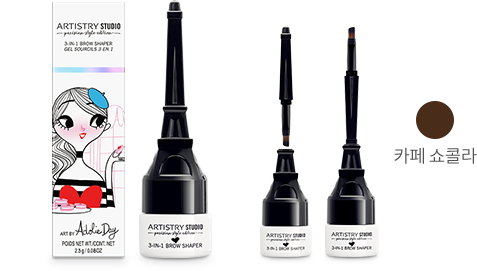 ARTISTRY STUDIO
parisian style edition
3-IN-1 BROW SHAPER
GEL SOURCILS 3 EN 1
ART BY Addie Day
POIDS NET WT./CONT. NET
2.5 g / 0.08 OZ
ARTISTRY STUDIO
parisian style edition
3-IN-1 BROW SHAPER
ARTISTRY STUDIO
3-IN-1 BROW SHAPER
ARTISTRY STUDIO
3-IN-1 BROW SHAPER
카페 쇼콜라